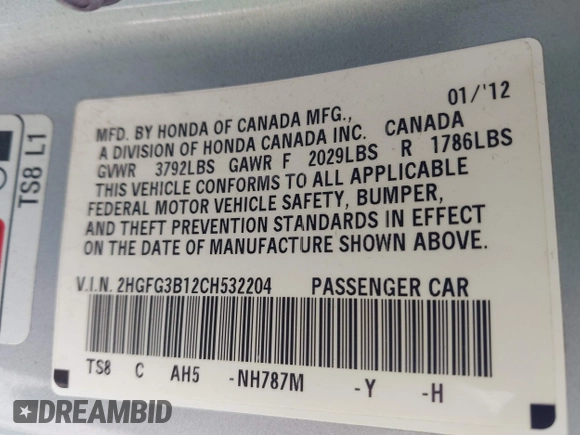 01/'12
MFD. BY HONDA OF CANADA MFG.,
A DIVISION OF HONDA CANADA INC. CANADA
GVWR 3792LBS GAWR F 2029LBS R 1786LBS
THIS VEHICLE CONFORMS TO ALL APPLICABLE
FEDERAL MOTOR VEHICLE SAFETY, BUMPER,
AND THEFT PREVENTION STANDARDS IN EFFECT
ON THE DATE OF MANUFACTURE SHOWN ABOVE.
V.I.N. 2HGFG3B12CH532204 PASSENGER CAR
TS8 C AH5 -NH787M -Y -H
TS8 L1
DREAMBID